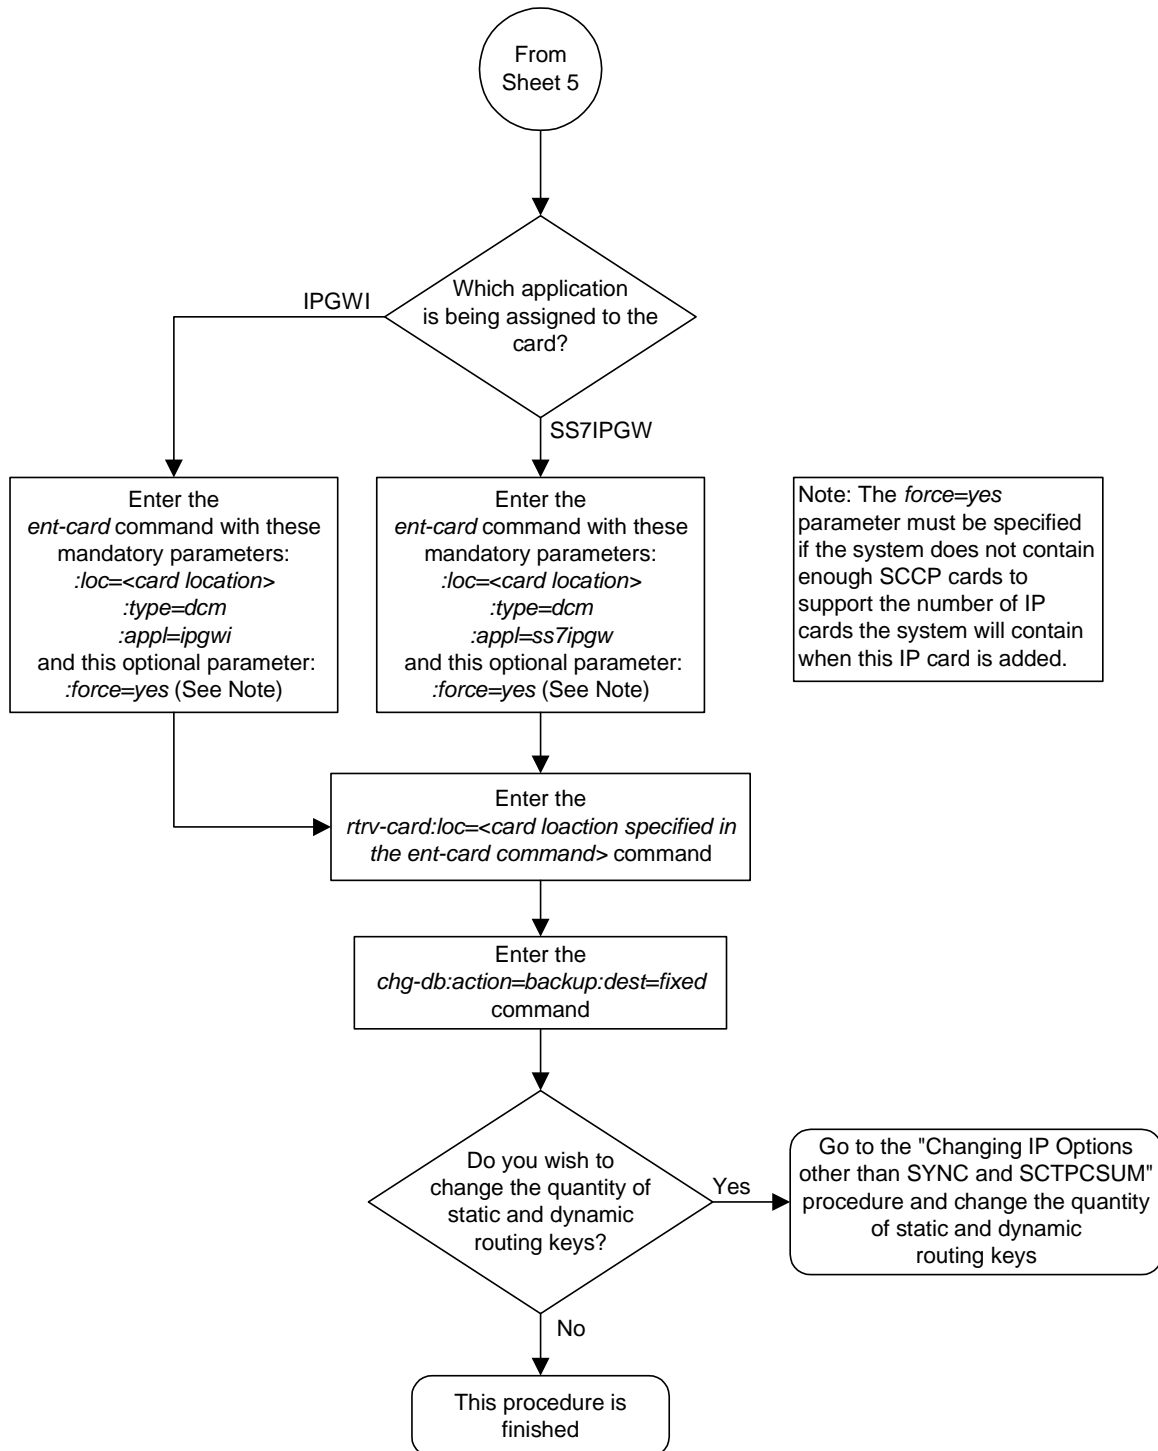 From
Sheet 5
Which application
is being assigned to the
card?
IPGWI
SS7IPGW
Enter the
ent-card command with these
mandatory parameters:
:loc=<card location>
:type=dcm
:appl=ipgwi
and this optional parameter:
:force=yes (See Note)
Enter the
ent-card command with these
mandatory parameters:
:loc=<card location>
:type=dcm
:appl=ss7ipgw
and this optional parameter:
:force=yes (See Note)
Note: The force=yes
parameter must be specified
if the system does not contain
enough SCCP cards to
support the number of IP
cards the system will contain
when this IP card is added.
Enter the
rtrv-card:loc=<card loaction specified in
the ent-card command> command
Enter the
chg-db:action=backup:dest=fixed
command
Do you wish to
change the quantity of
static and dynamic
routing keys?
Yes
Go to the "Changing IP Options
other than SYNC and SCTPCSUM"
procedure and change the quantity
of static and dynamic
routing keys
No
This procedure is
finished